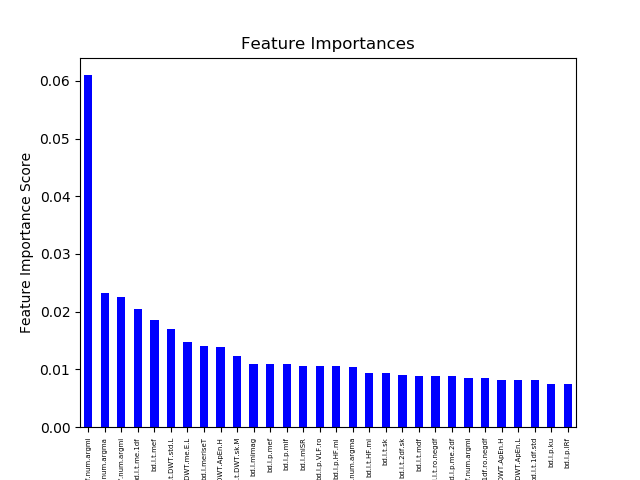 Feature Importances
Feature Importance Score
0.06
0.05
0.04
0.03
0.02
0.01
0.00
.num.argmi
num.argma
.num.argmi
bd.l.t.me.1df
bd.l.t.mef
t.DWT.std.L
DWT.me.E.L
bd.l.meriseT
DWT.ApEn.H
t.DWT.sk.M
bd.l.mimag
bd.l.p.mef
bd.l.p.mif
bd.l.miSR
bd.l.p.VLF.ro
bd.l.p.HF.mi
num.argma
bd.l.t.HF.mi
bd.l.t.sk
bd.l.t.2df.sk
bd.l.t.mdf
l.t.ro.negdf
bd.l.p.me.2df
.num.argmi
1df.ro.negdf
DWT.ApEn.H
DWT.ApEn.L
bd.l.t.1df.std
bd.l.p.ku
bd.l.p.iRf